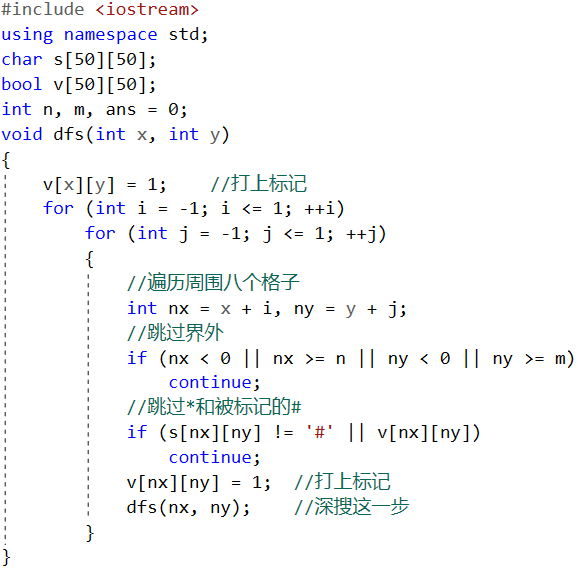 #include <iostream>
using namespace std;
char s[50][50];
bool v[50][50];
int n, m, ans = 0;
void dfs(int x, int y)
{
    v[x][y] = 1;    //打上标记
    for (int i = -1; i <= 1; ++i)
        for (int j = -1; j <= 1; ++j)
        {
            //遍历周围八个格子
            int nx = x + i, ny = y + j;
            //跳过界外
            if (nx < 0 || nx >= n || ny < 0 || ny >= m)
                continue;
            //跳过*和被标记的#
            if (s[nx][ny] != '#' || v[nx][ny])
                continue;
            v[nx][ny] = 1;  //打上标记
            dfs(nx, ny);    //深搜这一步
        }
}